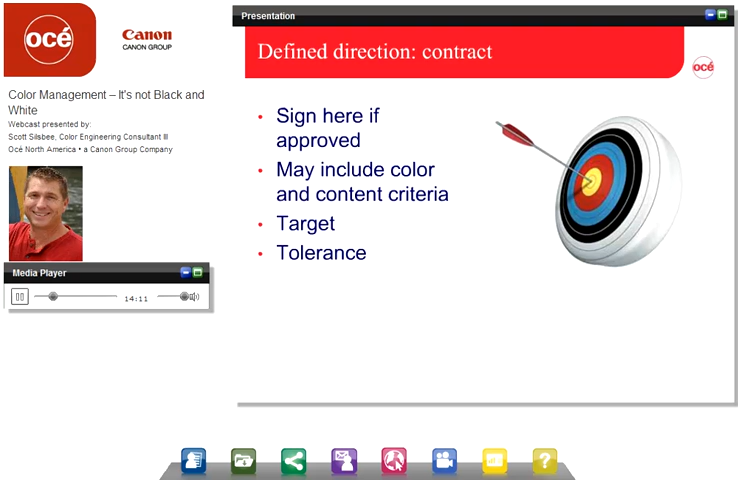 océ
Canon
CANON GROUP
Color Management – It's not Black and
White
Webcast presented by:
Scott Silsbee, Color Engineering Consultant III
Océ North America • a Canon Group Company
Media Player
14:11
Presentation
Defined direction: contract
océ
• Sign here if
approved
• May include color
and content criteria
• Target
• Tolerance
?